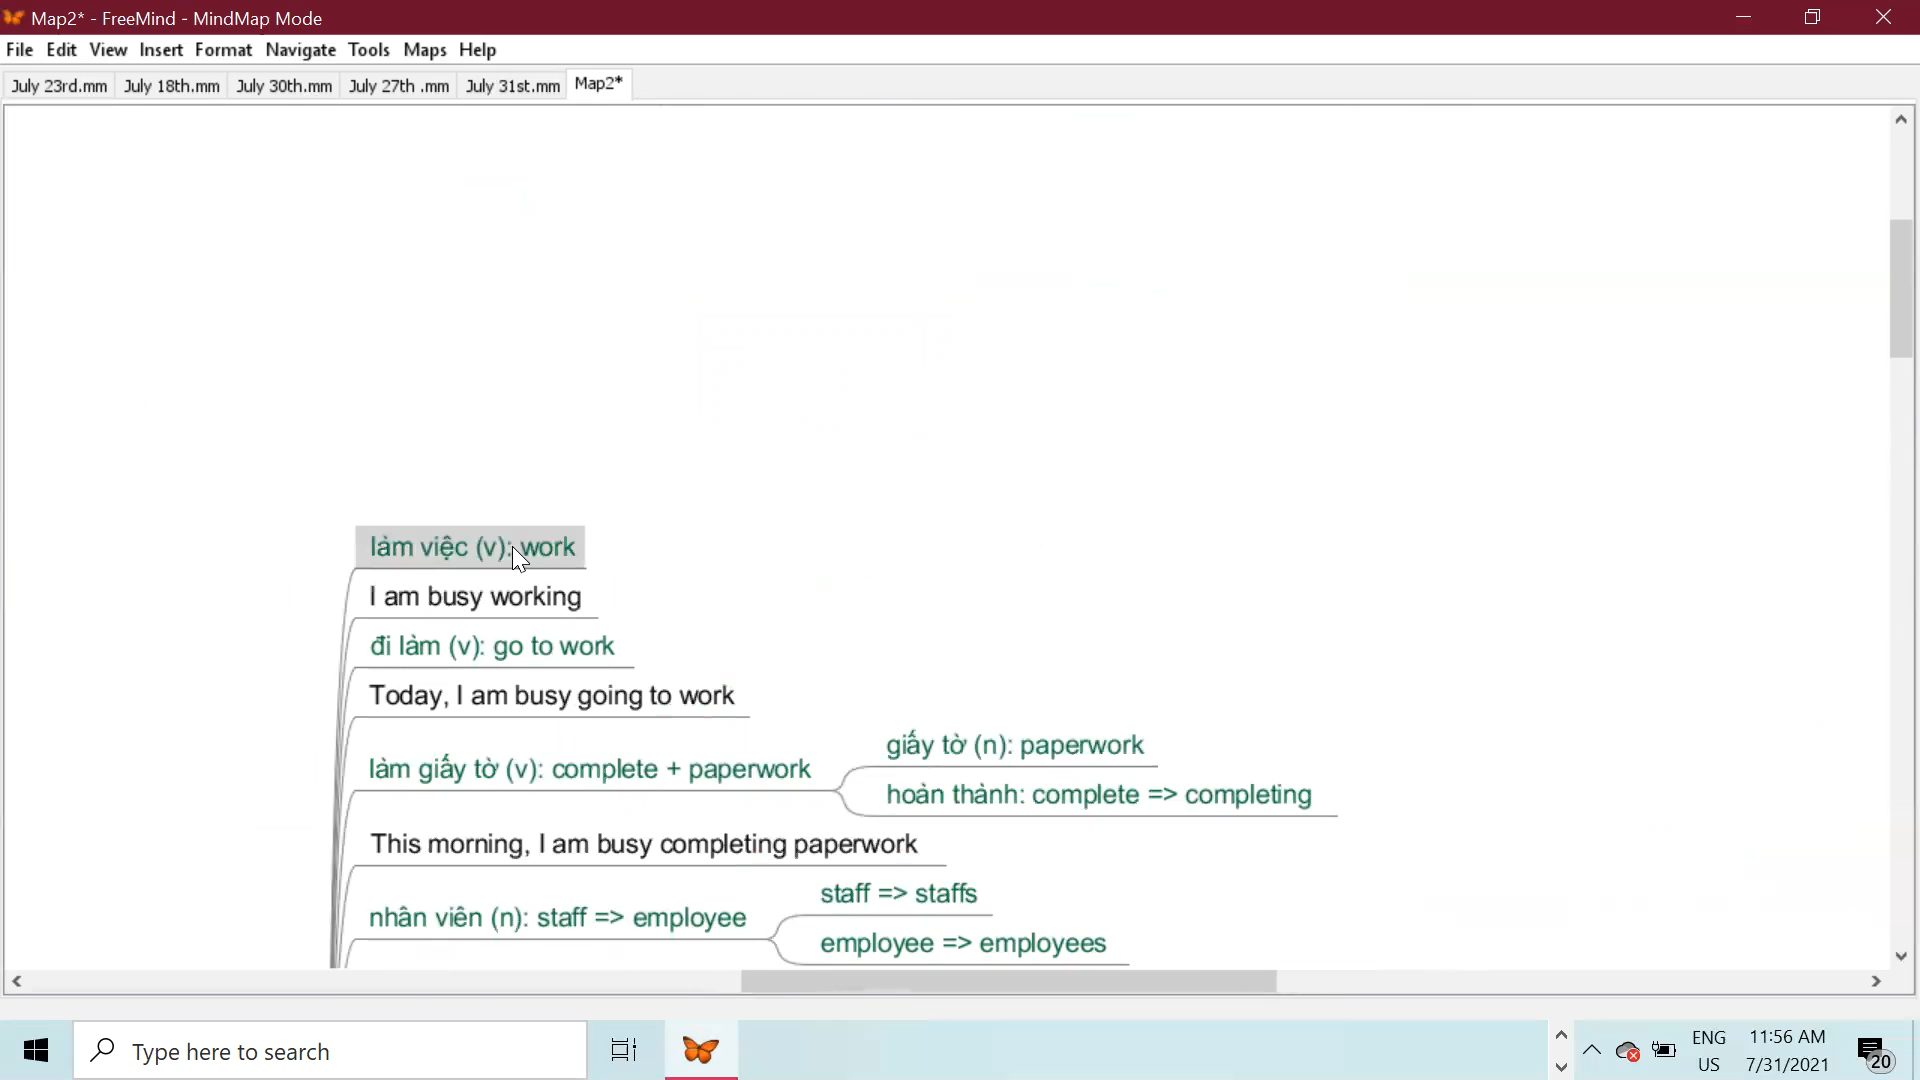 Map2* - FreeMind - MindMap Mode
File Edit View Insert Format Navigate Tools Maps Help
July 23rd.mm July 18th.mm July 30th.mm July 27th .mm July 31st.mm Map2*
làm việc (v): work
I am busy working
đi làm (v): go to work
Today, I am busy going to work
giấy tờ (n): paperwork
làm giấy tờ (v): complete + paperwork
hoàn thành: complete => completing
This morning, I am busy completing paperwork
staff => staffs
nhân viên (n): staff => employee
employee => employees
Type here to search
ENG
US
11:56 AM
7/31/2021
20